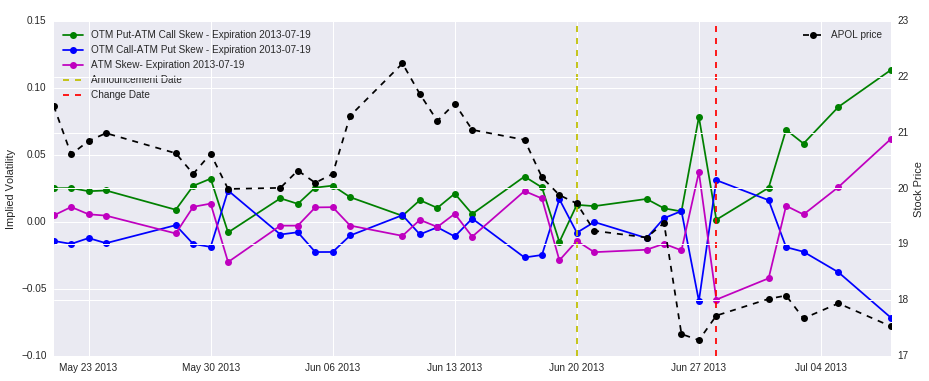 0.15
0.10
0.05
0.00
−0.05
−0.10
Implied Volatility
OTM Put-ATM Call Skew - Expiration 2013-07-19
OTM Call-ATM Put Skew - Expiration 2013-07-19
ATM Skew- Expiration 2013-07-19
Announcement Date
Change Date
APOL price
23
22
21
20
19
18
17
Stock Price
May 23 2013
May 30 2013
Jun 06 2013
Jun 13 2013
Jun 20 2013
Jun 27 2013
Jul 04 2013